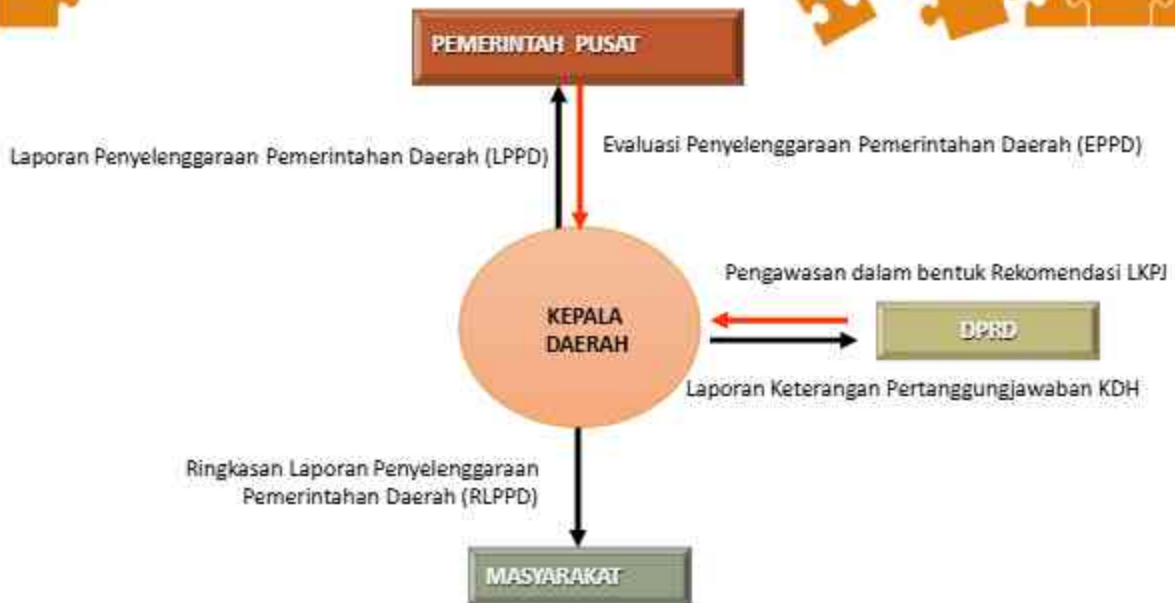 PEMERINTAH PUSAT
Laporan Penyelenggaraan Pemerintahan Daerah (LPPD)
Evaluasi Penyelenggaraan Pemerintahan Daerah (EPPD)
Pengawasan dalam bentuk Rekomendasi LKPJ
KEPALA
DAERAH
DPRD
Laporan Keterangan Pertanggungjawaban KDH
Ringkasan Laporan Penyelenggaraan
Pemerintahan Daerah (RLPPD)
MASYARAKAT